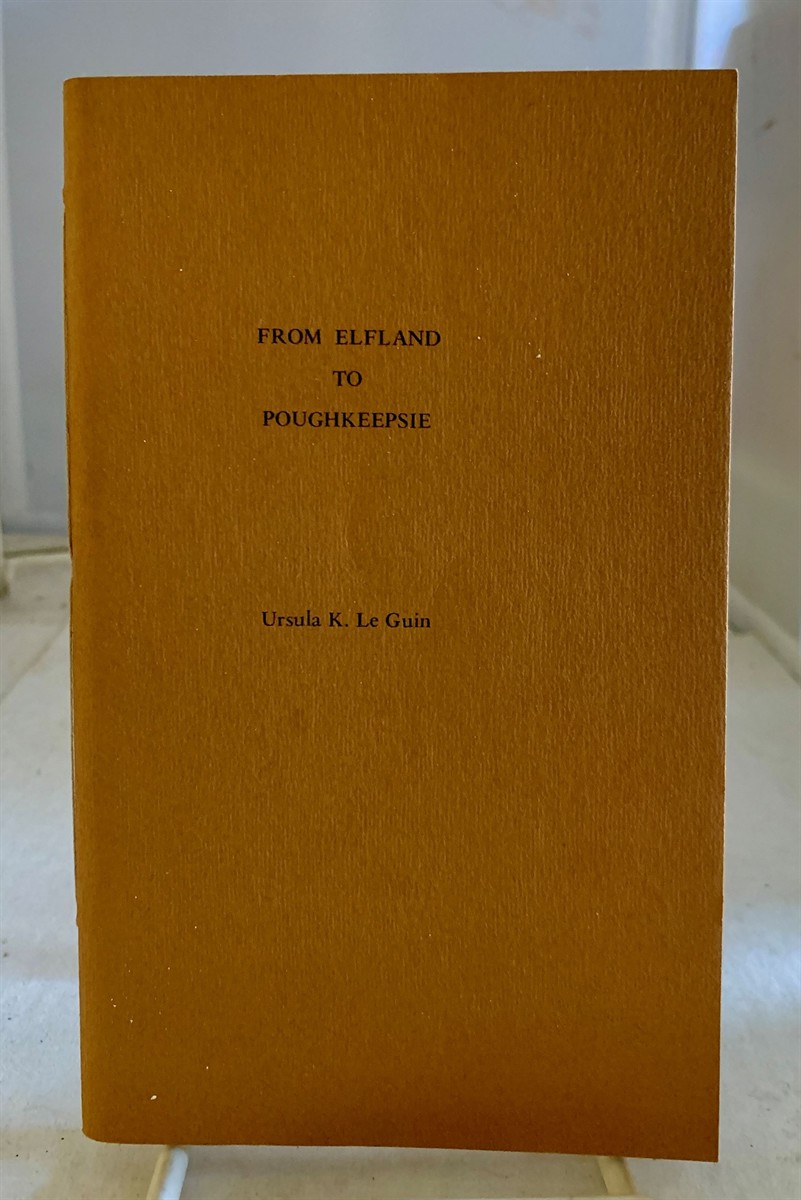 FROM ELFLAND
TO
POUGHKEEPSIE
Ursula K. Le Guin